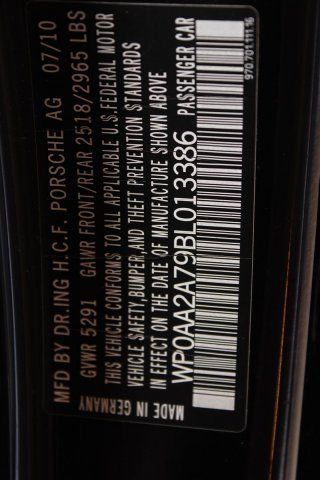 MFD BY DR.ING H.C.F. PORSCHE AG 07/10
GVWR 5291 GAWR FRONT/REAR 2518/2965 LBS
THIS VEHICLE CONFORMS TO ALL APPLICABLE U.S.FEDERAL MOTOR
VEHICLE SAFETY,BUMPER,AND THEFT PREVENTION STANDARDS
IN EFFECT ON THE DATE OF MANUFACTURE SHOWN ABOVE
WP0AA2A79BL013386 PASSENGER CAR
MADE IN GERMANY
97070111116